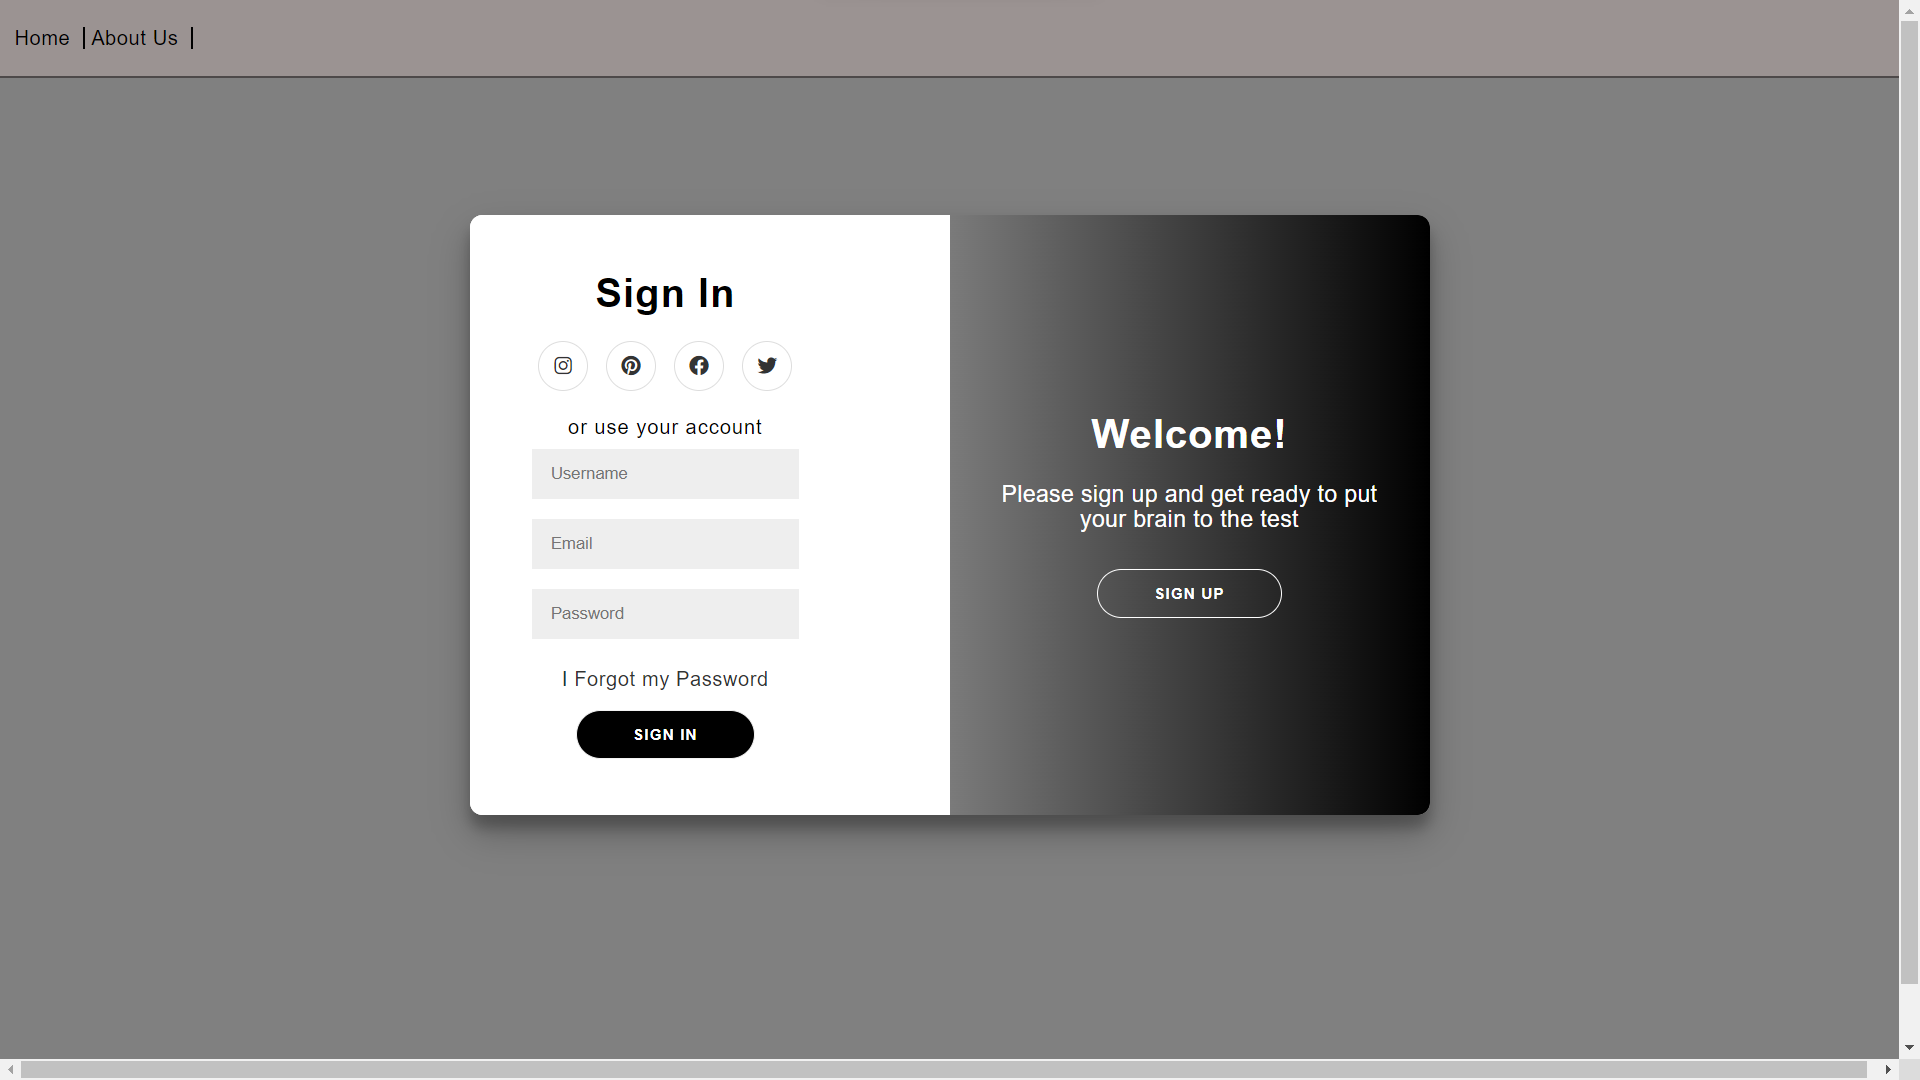 Home | About Us |
Sign In
or use your account
Username
Email
Password
I Forgot my Password
SIGN IN
Welcome!
Please sign up and get ready to put
your brain to the test
SIGN UP